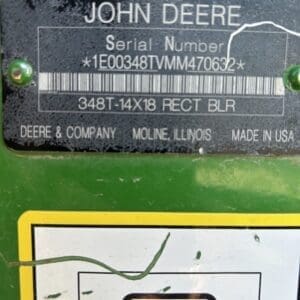 JOHN DEERE
Serial Number
*1E00348TVMM470632*
348T-14X18 RECT BLR
DEERE & COMPANY MOLINE, ILLINOIS MADE IN USA